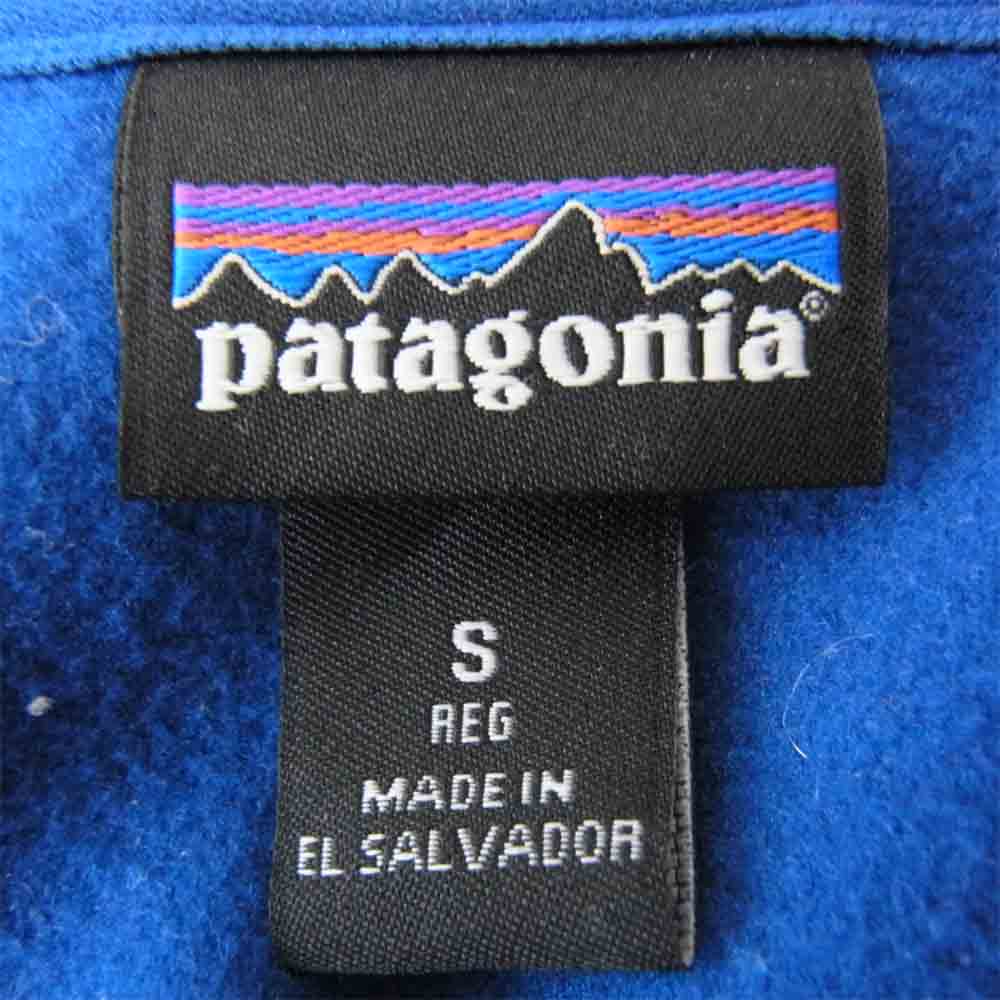 patagonia®
S
REG
MADE IN
EL SALVADOR